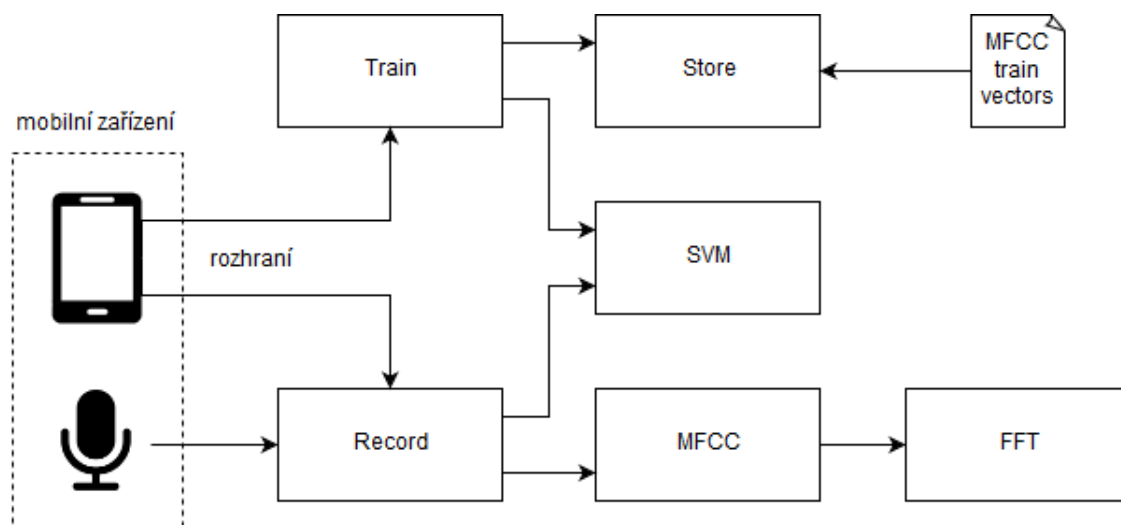 Train
Store
MFCC
train
vectors
mobilní zařízení
rozhraní
SVM
Record
MFCC
FFT